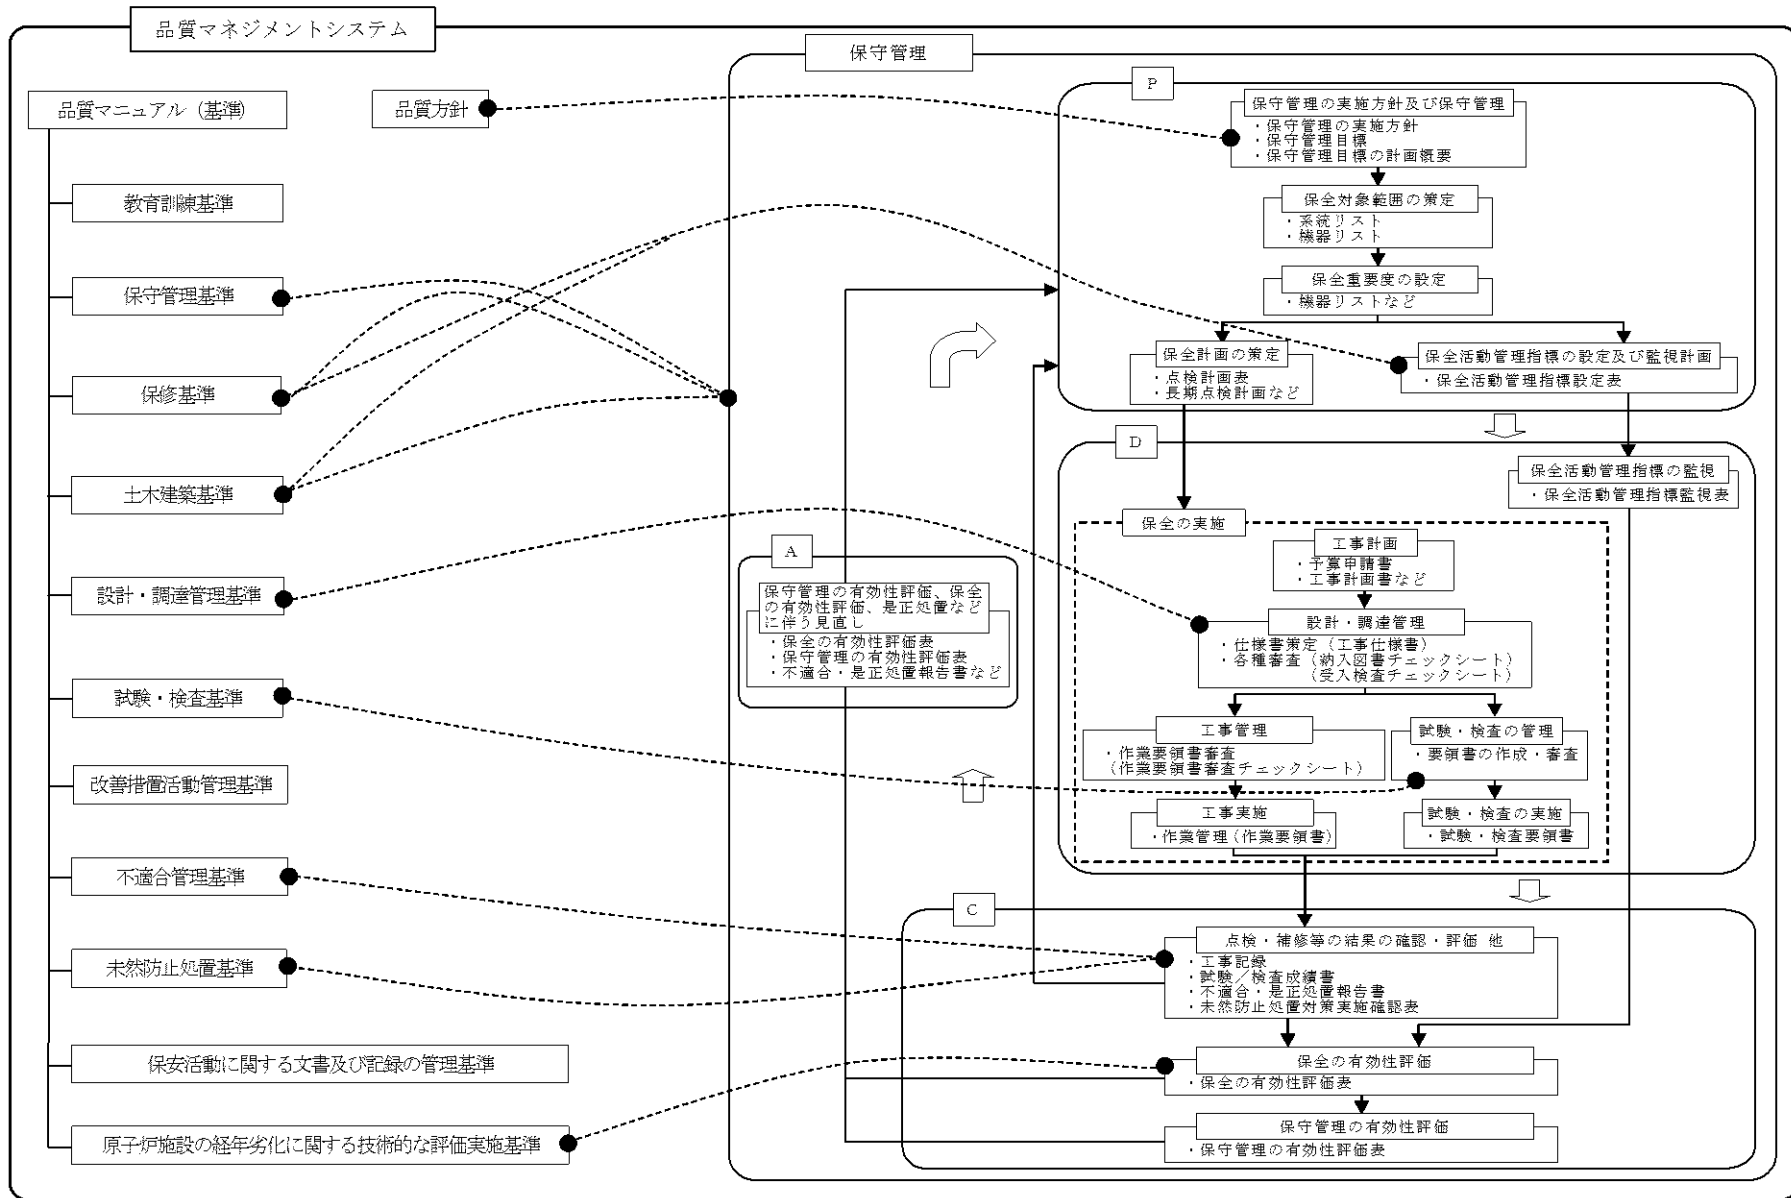 品質マネジメントシステム
品質マニュアル（基準）
品質方針
教育訓練基準
保守管理基準
保修基準
土木建築基準
設計・調達管理基準
試験・検査基準
改善措置活動管理基準
不適合管理基準
未然防止処置基準
保安活動に関する文書及び記録の管理基準
原子炉施設の経年劣化に関する技術的な評価実施基準
保守管理
P
保守管理の実施方針及び保守管理
・保守管理の実施方針
・保守管理目標
・保守管理目標の計画概要
保全対象範囲の策定
・系統リスト
・機器リスト
保全重要度の設定
・機器リストなど
保全計画の策定
・点検計画表
・長期点検計画など
保全活動管理指標の設定及び監視計画
・保全活動管理指標設定表
D
保全活動管理指標の監視
・保全活動管理指標監視表
保全の実施
工事計画
・予算申請書
・工事計画書など
設計・調達管理
・仕様書策定（工事仕様書）
・各種審査（納入図書チェックシート）
（受入検査チェックシート）
工事管理
・作業要領書審査
（作業要領書審査チェックシート）
試験・検査の管理
・要領書の作成・審査
工事実施
・作業管理（作業要領書）
試験・検査の実施
・試験・検査要領書
A
保守管理の有効性評価、保全
の有効性評価、是正処置など
に伴う見直し
・保全の有効性評価表
・保守管理の有効性評価表
・不適合・是正処置報告書など
C
点検・補修等の結果の確認・評価 他
・工事記録
・試験／検査成績書
・不適合・是正処置報告書
・未然防止処置対策実施確認表
保全の有効性評価
・保全の有効性評価表
保守管理の有効性評価
・保守管理の有効性評価表